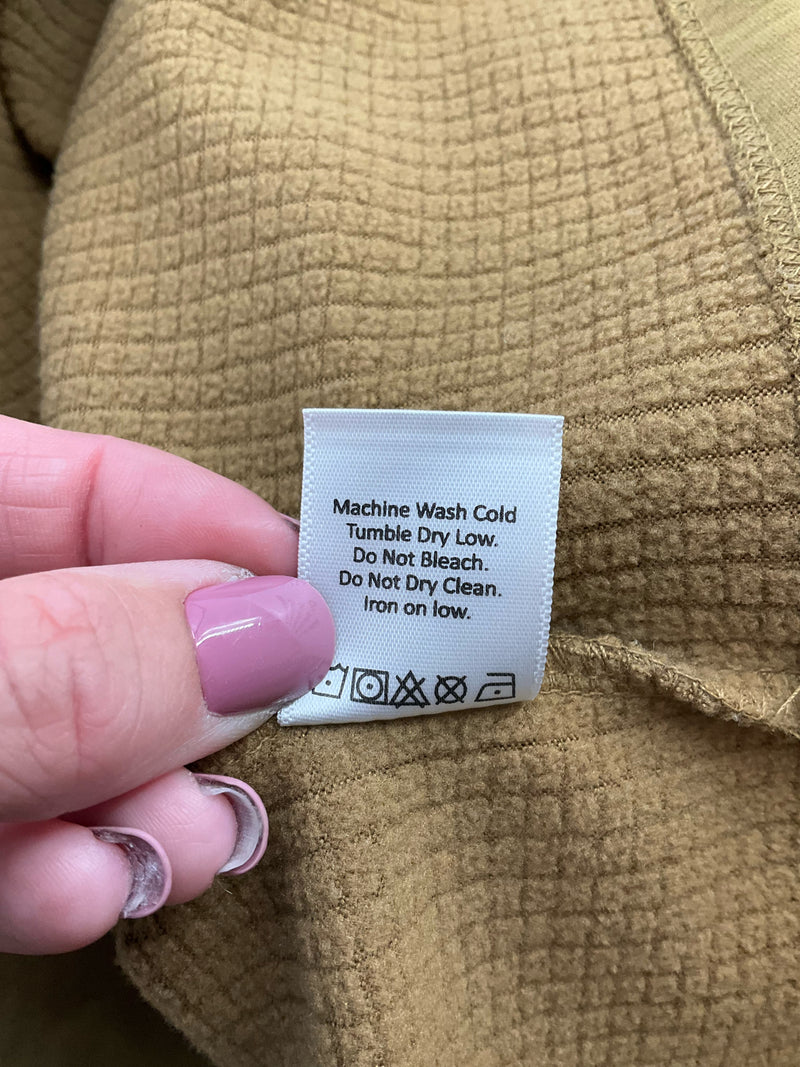 Machine Wash Cold
Tumble Dry Low.
Do Not Bleach.
Do Not Dry Clean.
Iron on low.